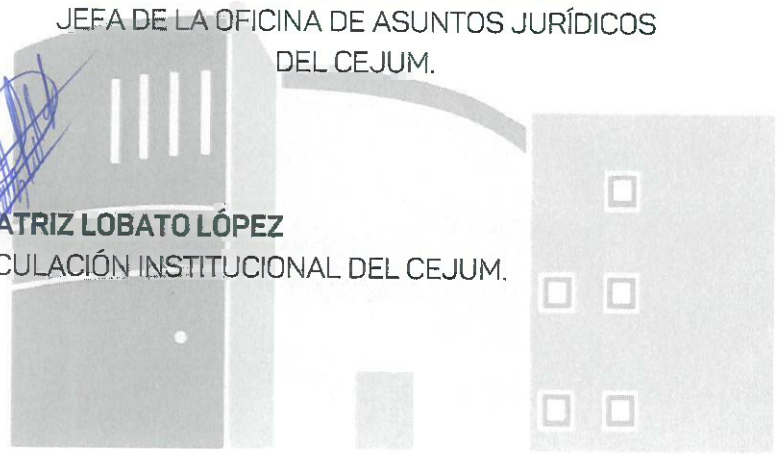 JEFA DE LA OFICINA DE ASUNTOS JURÍDICOS
DEL CEJUM.
ATRIZ LOBATO LÓPEZ
CULACIÓN INSTITUCIONAL DEL CEJUM.